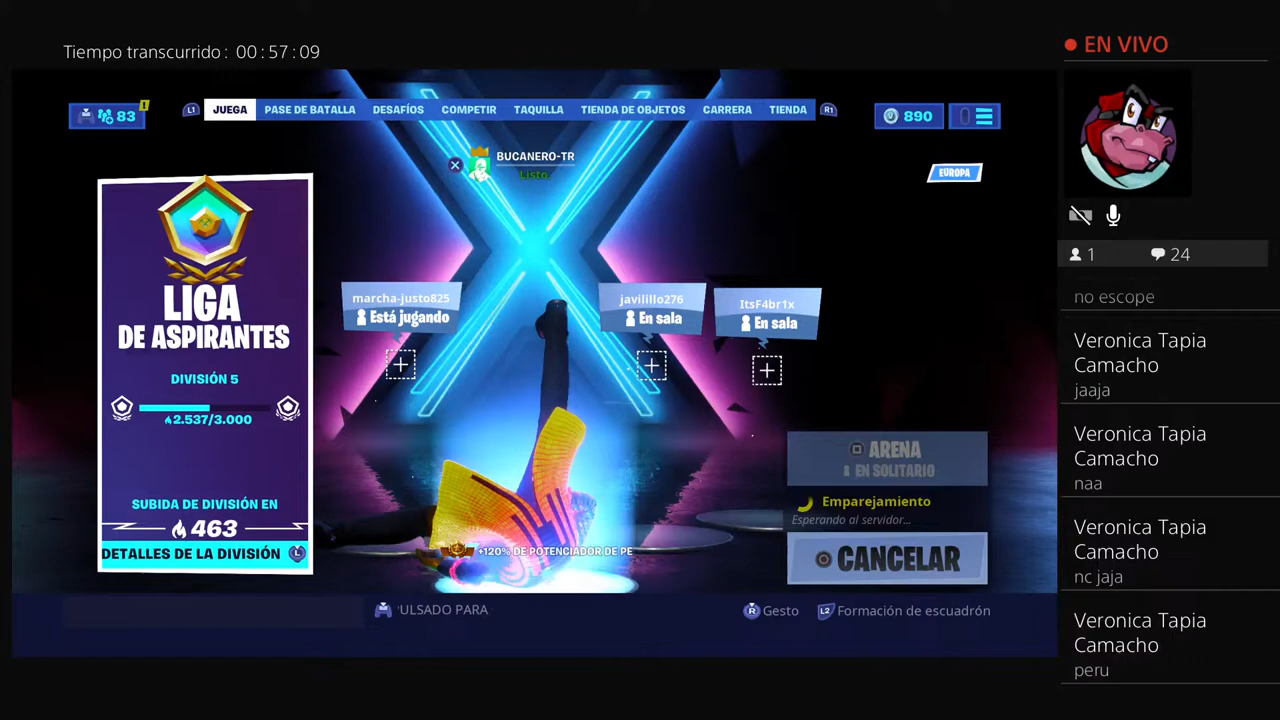 Tiempo transcurrido: 00:57:09
EN VIVO
83
L1
JUEGA
PASE DE BATALLA
DESAFÍOS
COMPETIR
TAQUILLA
TIENDA DE OBJETOS
CARRERA
TIENDA
R1
890
BUCANERO-TR
Listo.
EUROPA
LIGA
DE ASPIRANTES
DIVISIÓN 5
2.537/3.000
SUBIDA DE DIVISIÓN EN
463
DETALLES DE LA DIVISIÓN
L
marcha-justo825
Está jugando
javilillo276
En sala
ItsF4br1x
En sala
ARENA
EN SOLITARIO
Emparejamiento
Esperando al servidor...
CANCELAR
+120% DE POTENCIADOR DE PE
ULSADO PARA
R Gesto
L2 Formación de escuadrón
1
24
no escope
Veronica Tapia
Camacho
jaaja
Veronica Tapia
Camacho
naa
Veronica Tapia
Camacho
nc jaja
Veronica Tapia
Camacho
peru